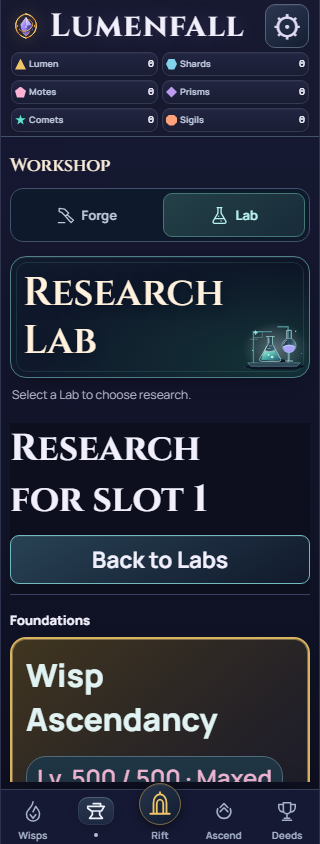 Lumenfall
Lumen 0
Shards 0
Motes 0
Prisms 0
Comets 0
Sigils 0
Workshop
Forge
Lab
Research
Lab
Select a Lab to choose research.
Research
for slot 1
Back to Labs
Foundations
Wisp
Ascendancy
Lv. 500 / 500 · Maxed
Wisps
Rift
Ascend
Deeds